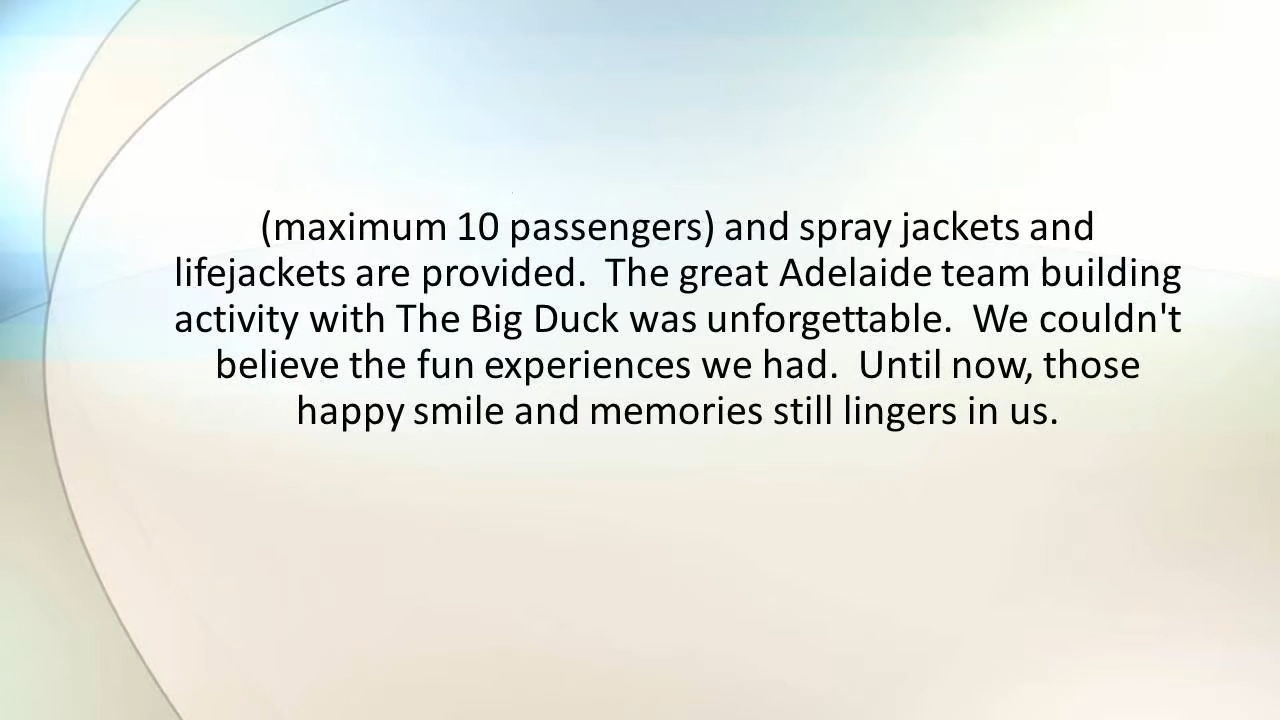 (maximum 10 passengers) and spray jackets and
lifejackets are provided.  The great Adelaide team building
activity with The Big Duck was unforgettable.  We couldn't
believe the fun experiences we had.  Until now, those
happy smile and memories still lingers in us.